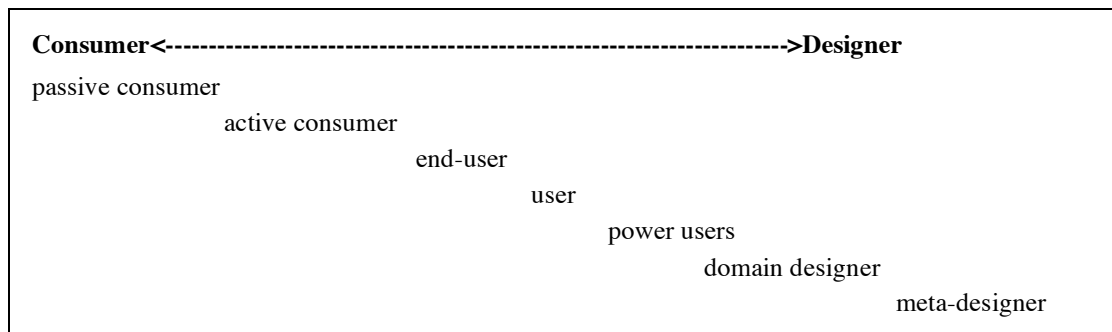 Consumer<----------------------------------------------------------------------->Designer
passive consumer
active consumer
end-user
user
power users
domain designer
meta-designer